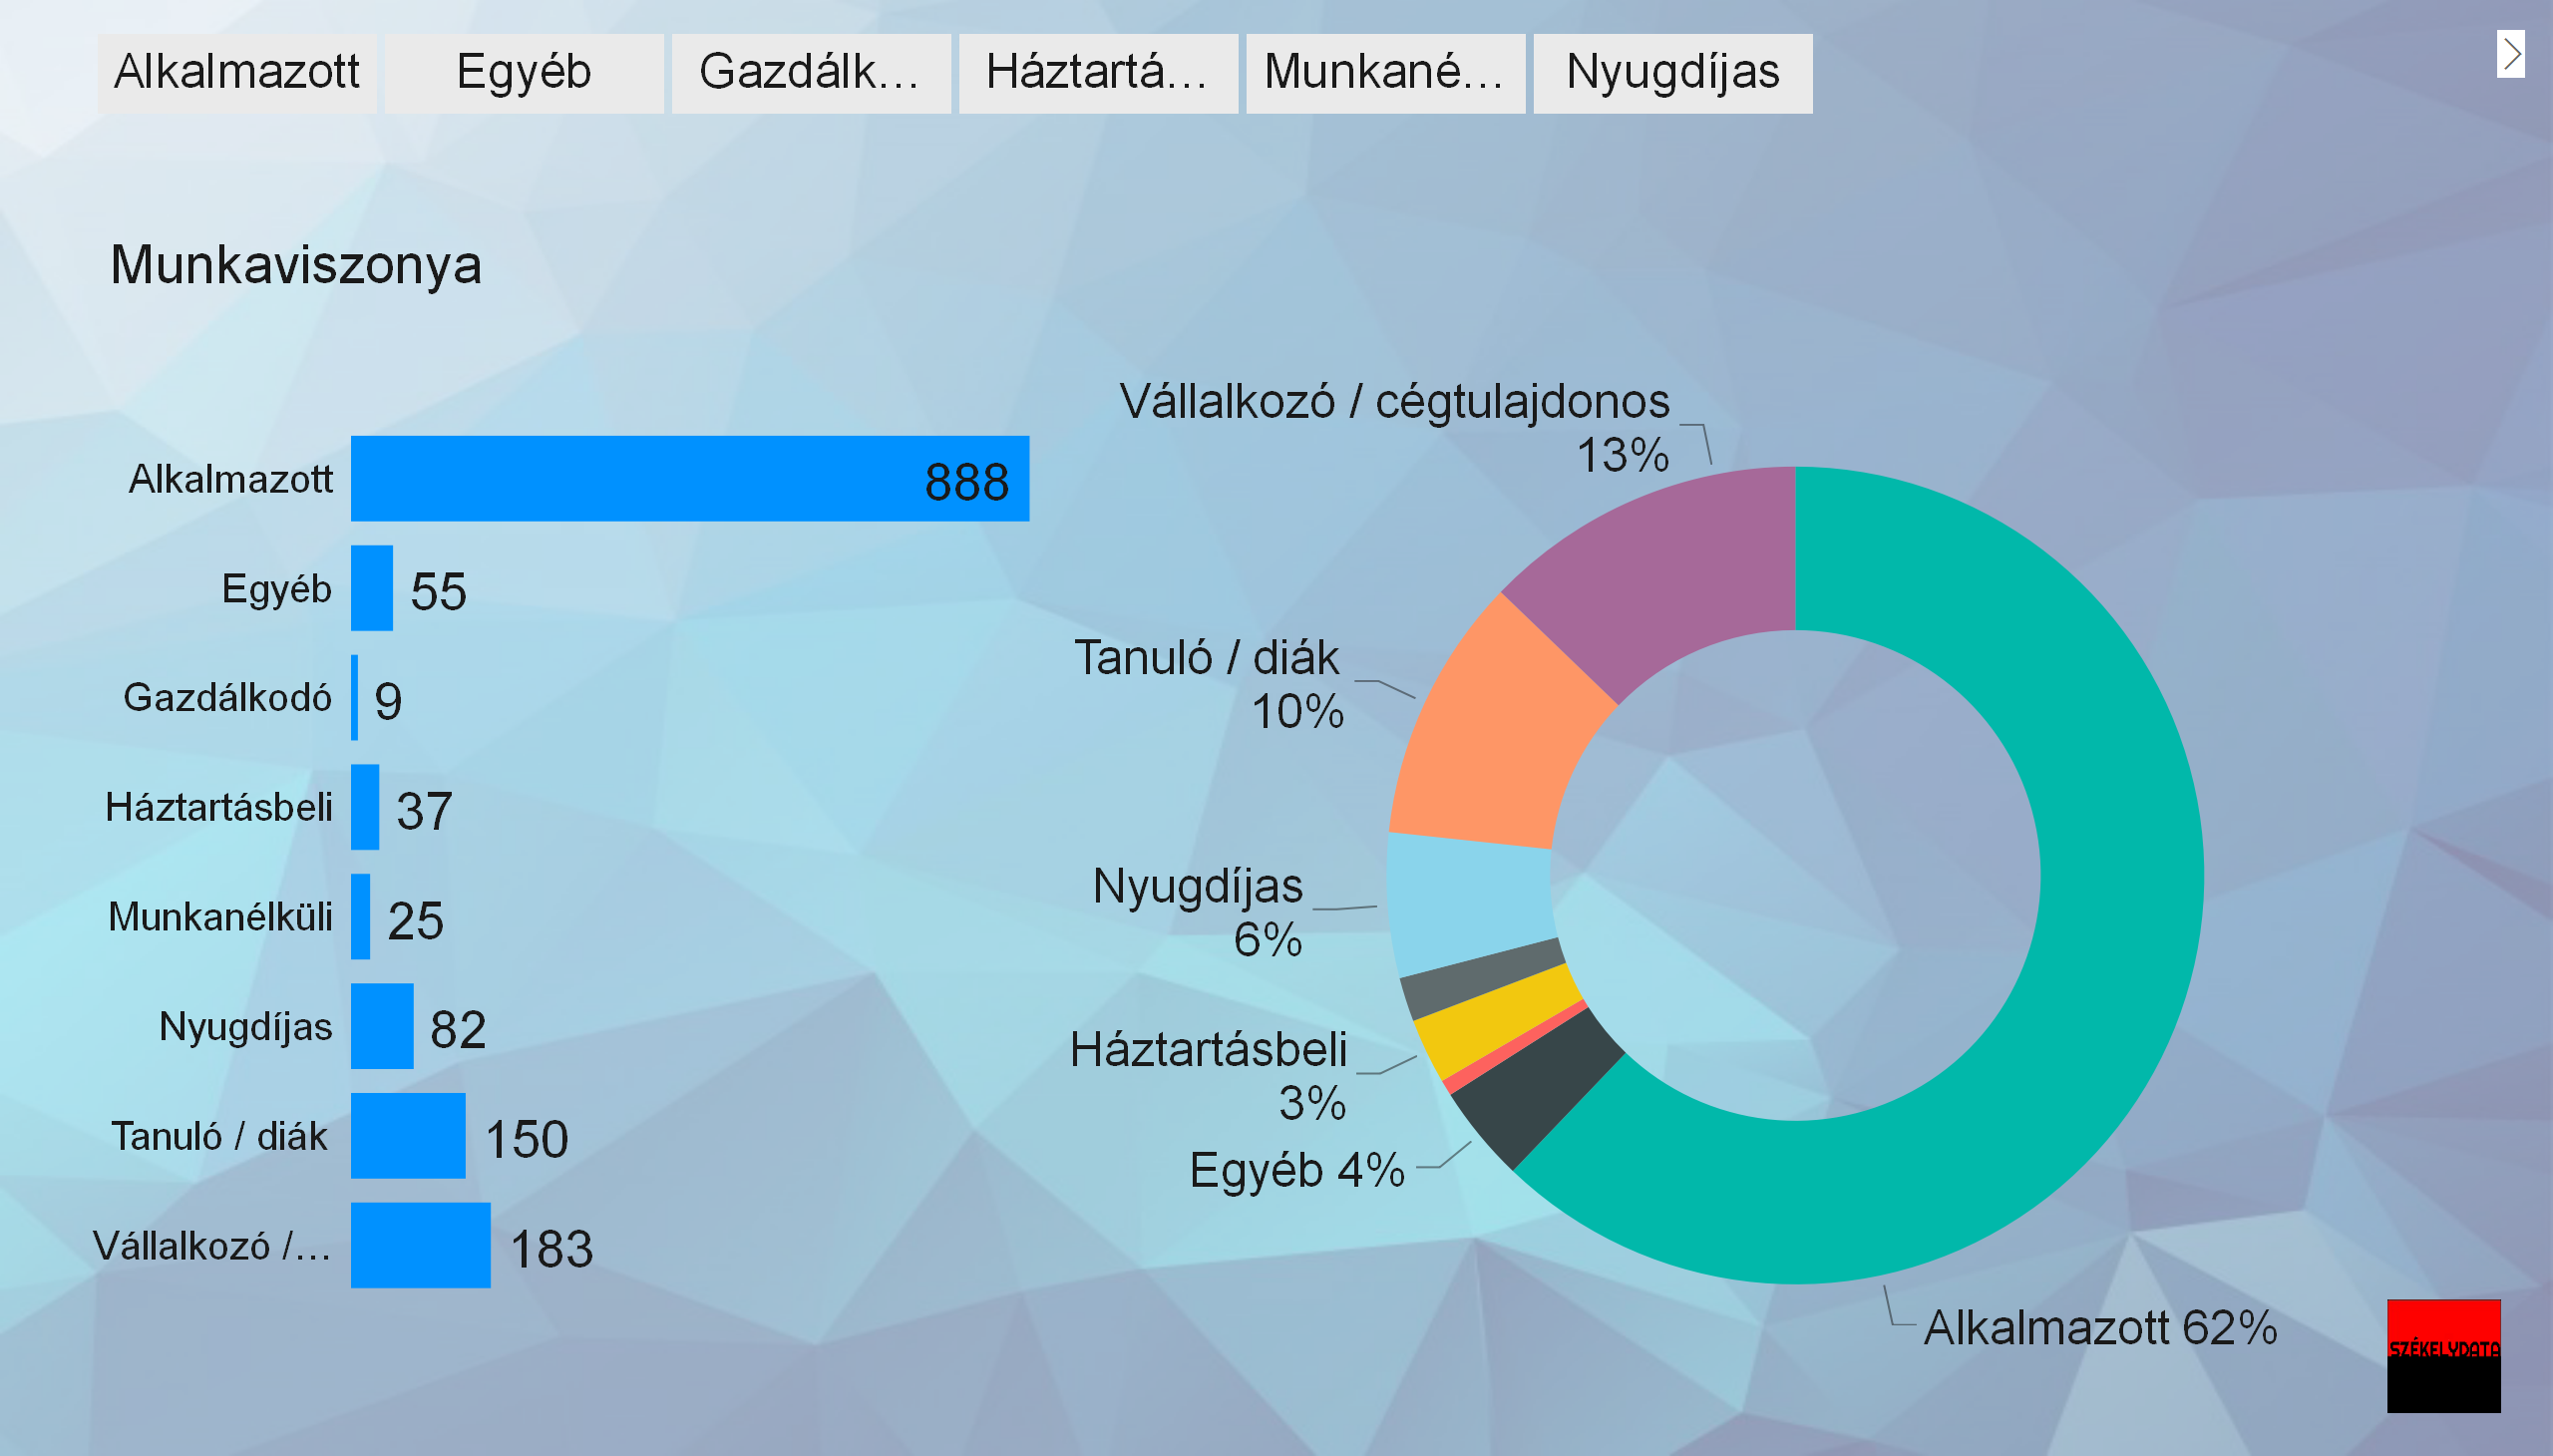 Alkalmazott
Egyéb
Gazdálk...
Háztartá...
Munkané...
Nyugdíjas
Munkaviszonya
Alkalmazott 888
Egyéb 55
Gazdálkodó 9
Háztartásbeli 37
Munkanélküli 25
Nyugdíjas 82
Tanuló / diák 150
Vállalkozó /... 183
Vállalkozó / cégtulajdonos
13%
Tanuló / diák
10%
Nyugdíjas
6%
Háztartásbeli
3%
Egyéb 4%
Alkalmazott 62%
SZÉKELYDATA